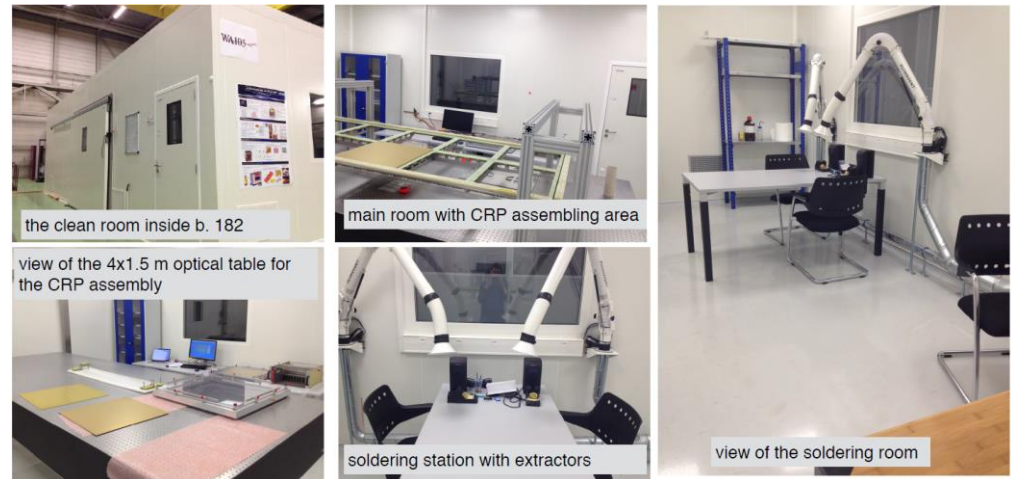 WA105
the clean room inside b. 182
main room with CRP assembling area
view of the 4x1.5 m optical table for
the CRP assembly
soldering station with extractors
view of the soldering room